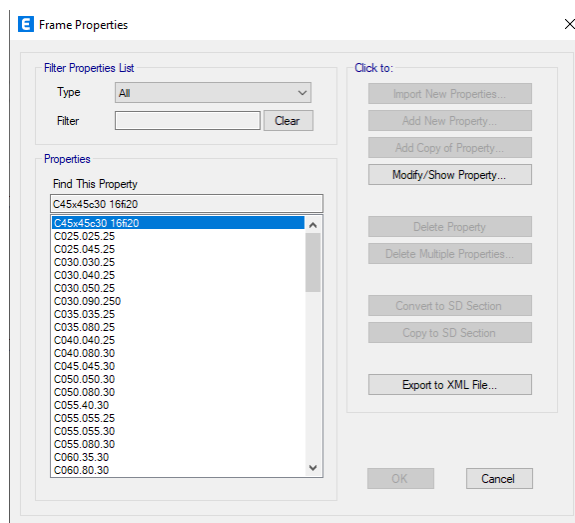 E Frame Properties
Filter Properties List
Type All
Filter Clear
Properties
Find This Property
C45x45c30 16fi20
C45x45c30 16fi20
C025.025.25
C025.045.25
C030.030.25
C030.040.25
C030.050.25
C030.090.250
C035.035.25
C035.080.25
C040.040.25
C040.080.30
C045.045.30
C050.050.30
C050.080.30
C055.40.30
C055.055.25
C055.055.30
C055.080.30
C060.35.30
C060.80.30
Click to:
Import New Properties...
Add New Property...
Add Copy of Property...
Modify/Show Property...
Delete Property
Delete Multiple Properties...
Convert to SD Section
Copy to SD Section
Export to XML File...
OK Cancel